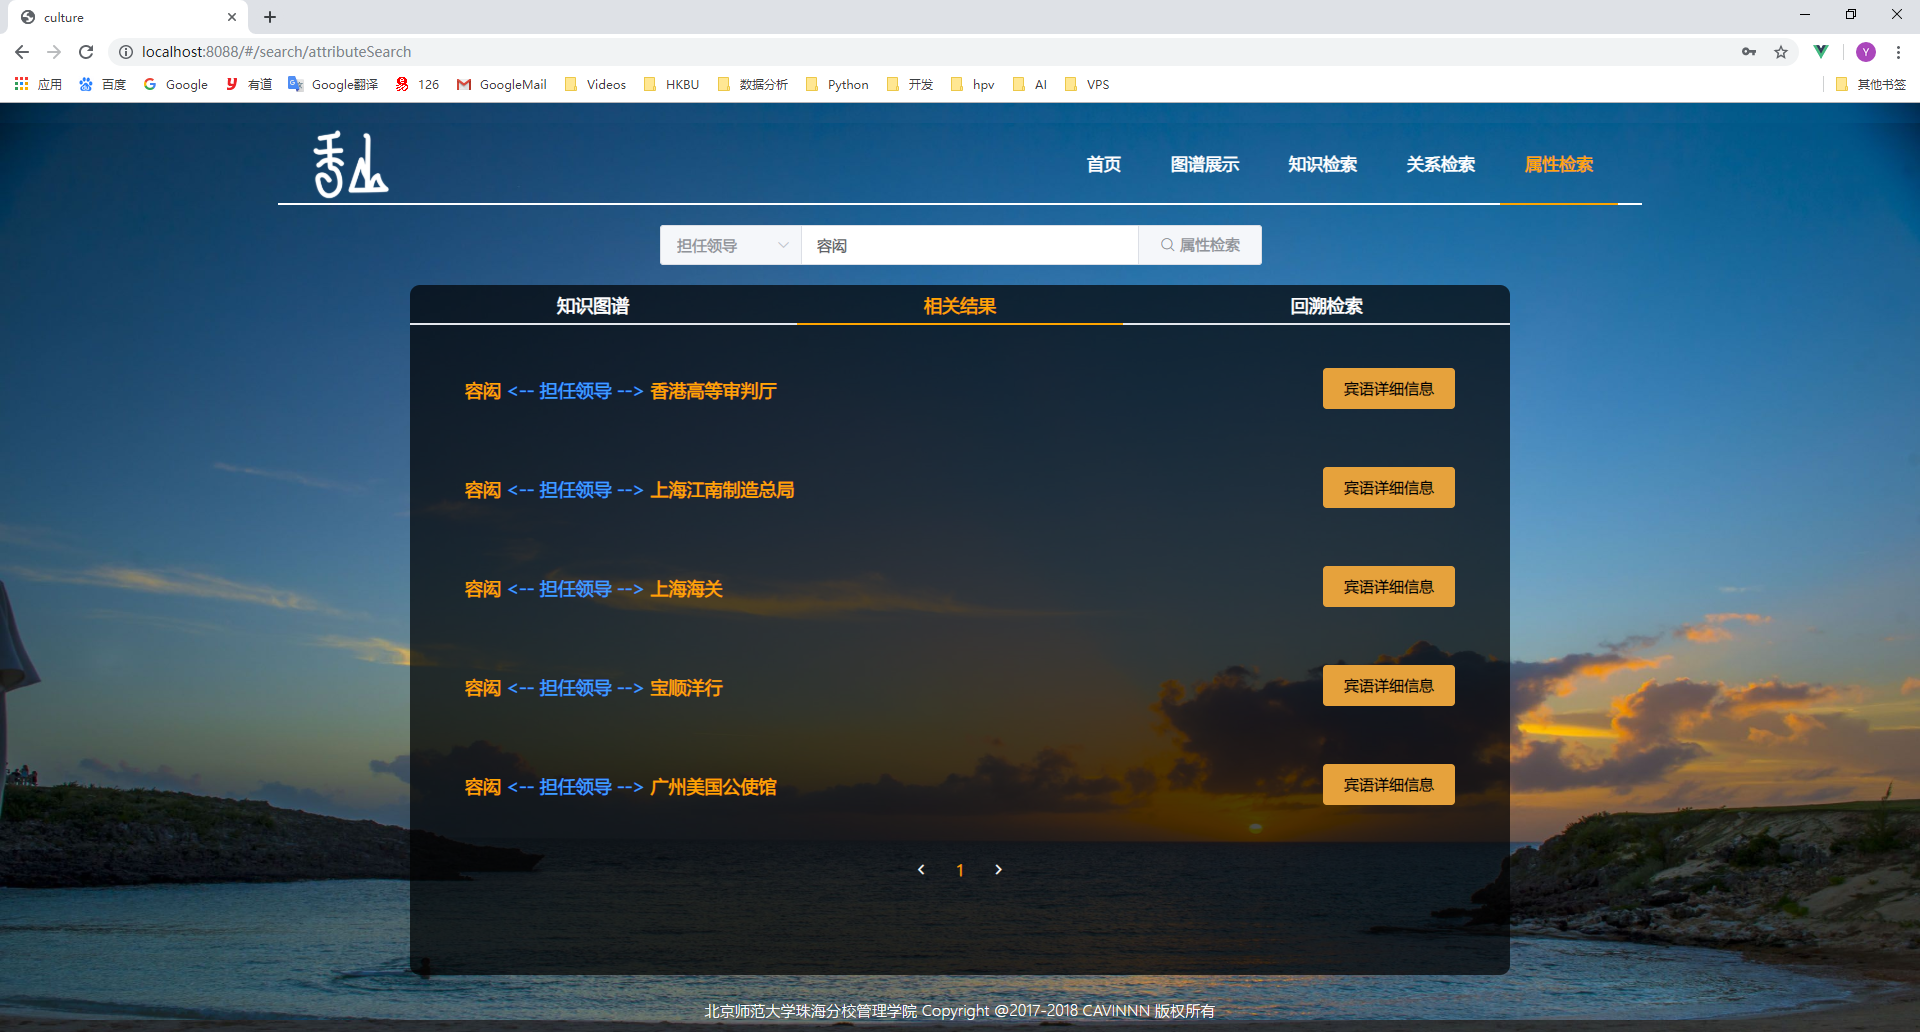 culture
localhost:8088/#/search/attributeSearch
应用 百度 Google 有道 Google翻译 126 GoogleMail Videos HKBU 数据分析 Python 开发 hpv AI VPS 其他书签
香山
首页 图谱展示 知识检索 关系检索 属性检索
担任领导 容闳 属性检索
知识图谱 相关结果 回溯检索
容闳 <-- 担任领导 --> 香港高等审判厅 宾语详细信息
容闳 <-- 担任领导 --> 上海江南制造总局 宾语详细信息
容闳 <-- 担任领导 --> 上海海关 宾语详细信息
容闳 <-- 担任领导 --> 宝顺洋行 宾语详细信息
容闳 <-- 担任领导 --> 广州美国公使馆 宾语详细信息
1
北京师范大学珠海分校管理学院 Copyright @2017-2018 CAVINNN 版权所有